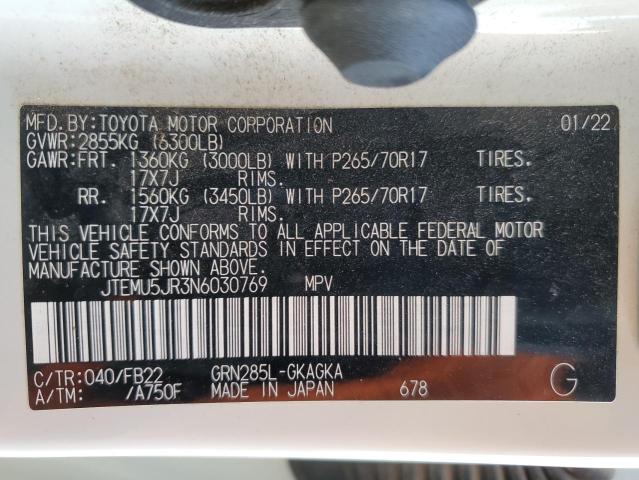 MFD.BY:TOYOTA MOTOR CORPORATION 01/22
GVWR:2855KG (6300LB)
GAWR:FRT. 1360KG (3000LB) WITH P265/70R17 TIRES.
17X7J RIMS.
RR. 1560KG (3450LB) WITH P265/70R17 TIRES.
17X7J RIMS.
THIS VEHICLE CONFORMS TO ALL APPLICABLE FEDERAL MOTOR
VEHICLE SAFETY STANDARDS IN EFFECT ON THE DATE OF
MANUFACTURE SHOWN ABOVE.
JTEMU5JR3N6030769 MPV
C/TR:040/FB22 GRN285L-GKAGKA
A/TM: /A750F MADE IN JAPAN 678 G